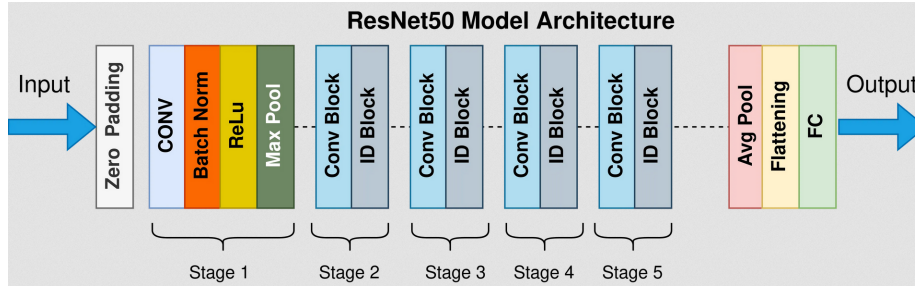 ResNet50 Model Architecture
Input
Zero Padding
CONV
Batch Norm
ReLu
Max Pool
Conv Block
ID Block
Conv Block
ID Block
Conv Block
ID Block
Conv Block
ID Block
Avg Pool
Flattening
FC
Output
Stage 1
Stage 2
Stage 3
Stage 4
Stage 5